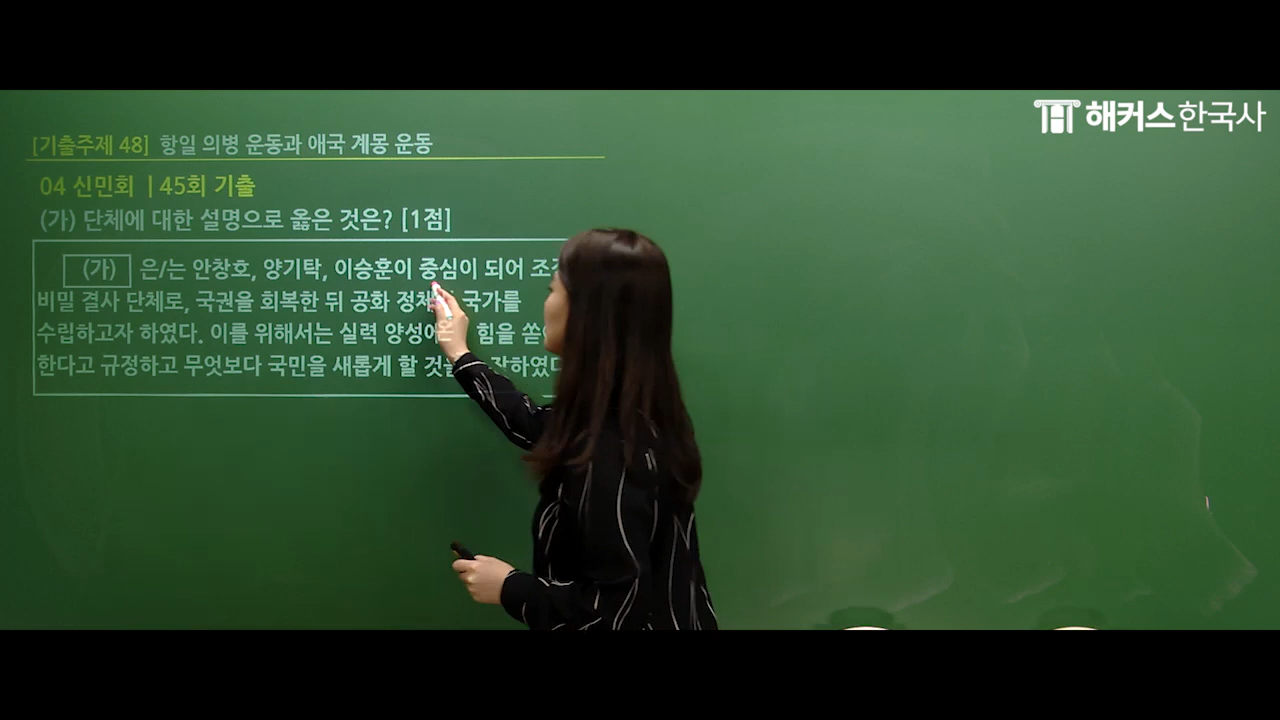 해커스한국사
[기출주제 48] 항일 의병 운동과 애국 계몽 운동
04 신민회 | 45회 기출
(가) 단체에 대한 설명으로 옳은 것은? [1점]
(가) 은/는 안창호, 양기탁, 이승훈이 중심이 되어
비밀 결사 단체로, 국권을 회복한 뒤 공화 국가를
수립하고자 하였다. 이를 위해서는 실력 힘을
한다고 규정하고 무엇보다 국민을 새롭게 할